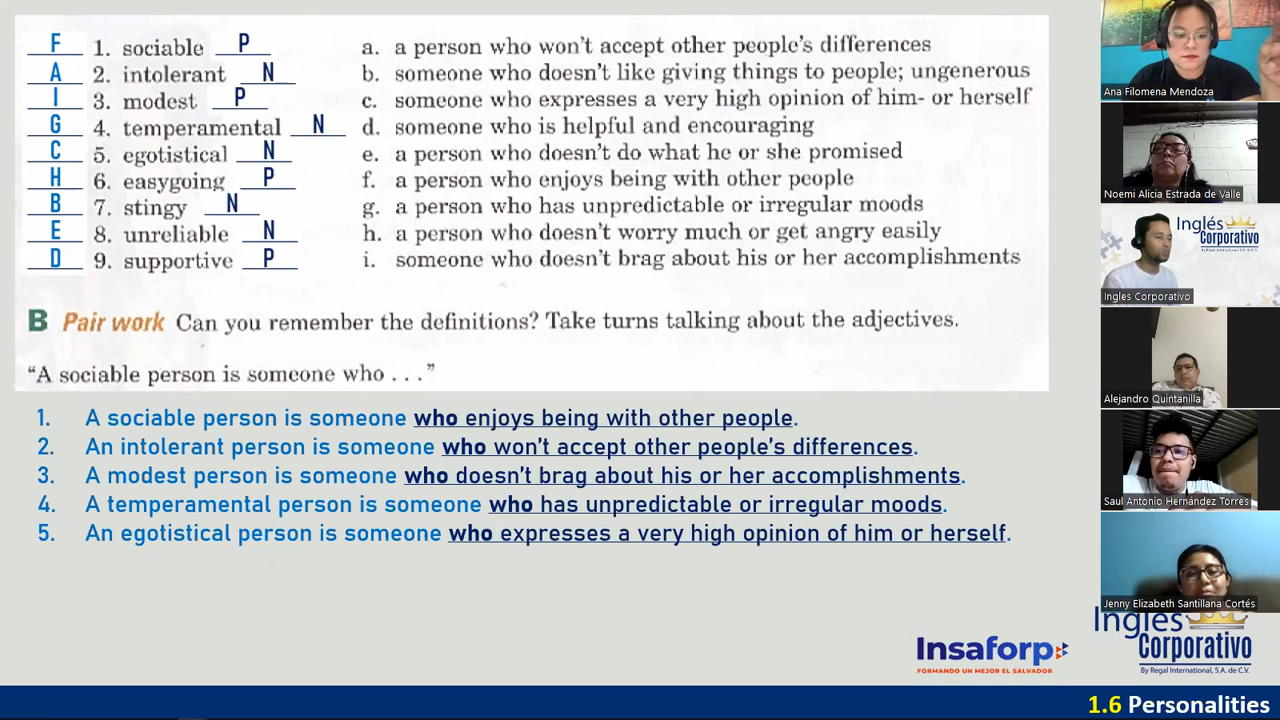 F 1. sociable P a. a person who won't accept other people's differences
A 2. intolerant N b. someone who doesn't like giving things to people; ungenerous
I 3. modest P c. someone who expresses a very high opinion of him- or herself
G 4. temperamental N d. someone who is helpful and encouraging
C 5. egotistical N e. a person who doesn't do what he or she promised
H 6. easygoing P f. a person who enjoys being with other people
B 7. stingy N g. a person who has unpredictable or irregular moods
E 8. unreliable N h. a person who doesn't worry much or get angry easily
D 9. supportive P i. someone who doesn't brag about his or her accomplishments
B Pair work Can you remember the definitions? Take turns talking about the adjectives.
“A sociable person is someone who . . .”
1. A sociable person is someone who enjoys being with other people.
2. An intolerant person is someone who won't accept other people's differences.
3. A modest person is someone who doesn't brag about his or her accomplishments.
4. A temperamental person is someone who has unpredictable or irregular moods.
5. An egotistical person is someone who expresses a very high opinion of him or herself.
Insaforp
FORMANDO UN MEJOR EL SALVADOR
Inglés
Corporativo
By Regal International, S.A. de C.V.
1.6 Personalities
Ana Filomena Mendoza
Noemi Alicia Estrada de Valle
Inglés
Corporativo
By Regal International, S.A. de C.V.
Ingles Corporativo
Alejandro Quintanilla
Saul Antonio Hernández Torres
Jenny Elizabeth Santillana Cortés